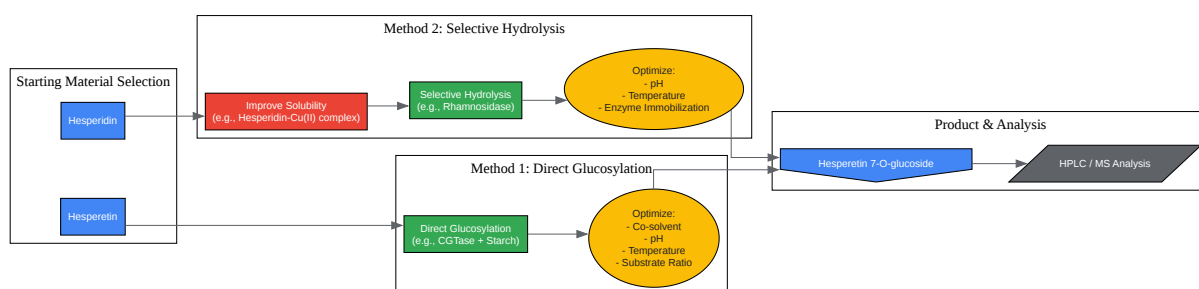 Starting Material Selection
Hesperidin
Hesperetin
Method 2: Selective Hydrolysis
Improve Solubility
(e.g., Hesperidin-Cu(II) complex)
Selective Hydrolysis
(e.g., Rhamnosidase)
Optimize:
- pH
- Temperature
- Enzyme Immobilization
Method 1: Direct Glucosylation
Direct Glucosylation
(e.g., CGTase + Starch)
Optimize:
- Co-solvent
- pH
- Temperature
- Substrate Ratio
Product & Analysis
Hesperetin 7-O-glucoside
HPLC / MS Analysis